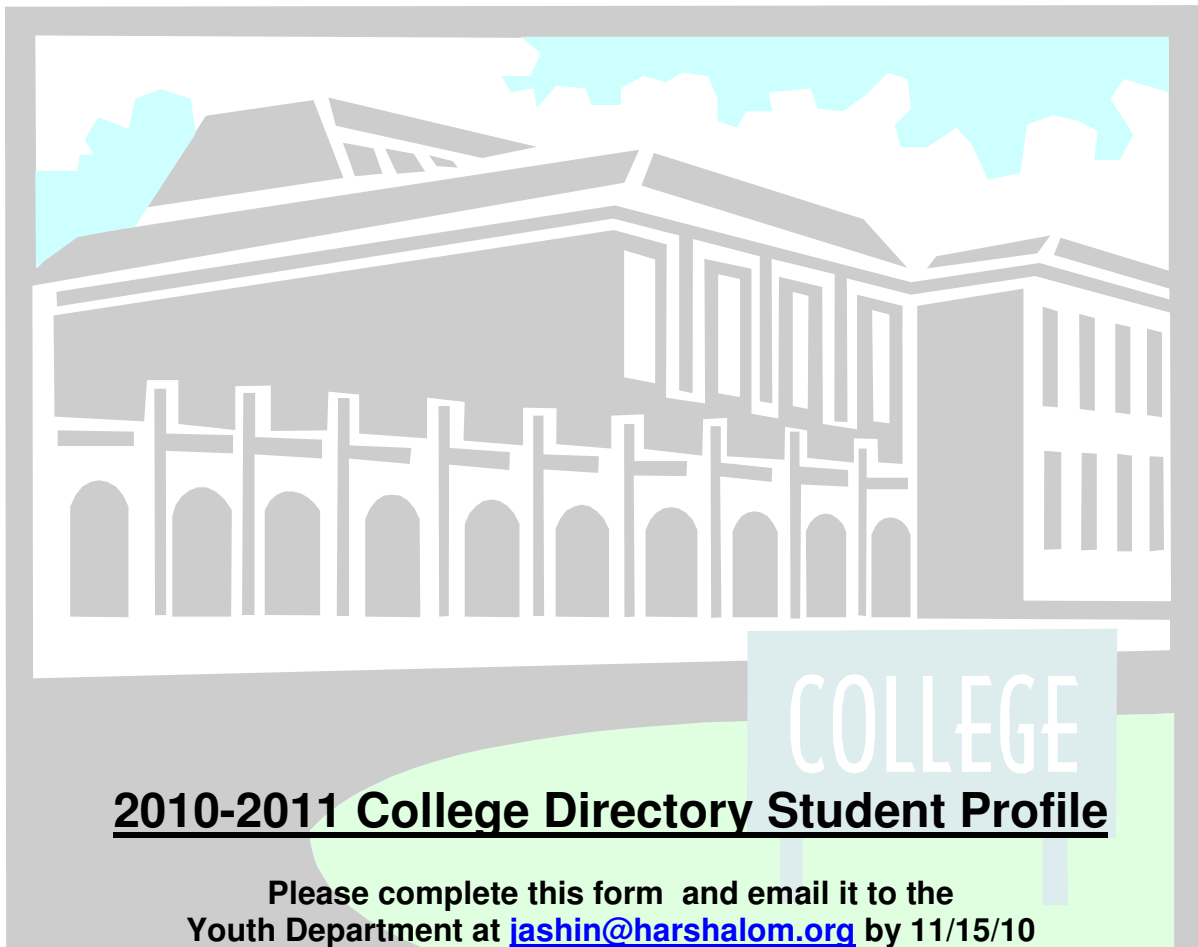 COLLEGE
2010-2011 College Directory Student Profile
Please complete this form  and email it to the
Youth Department at jashin@harshalom.org by 11/15/10